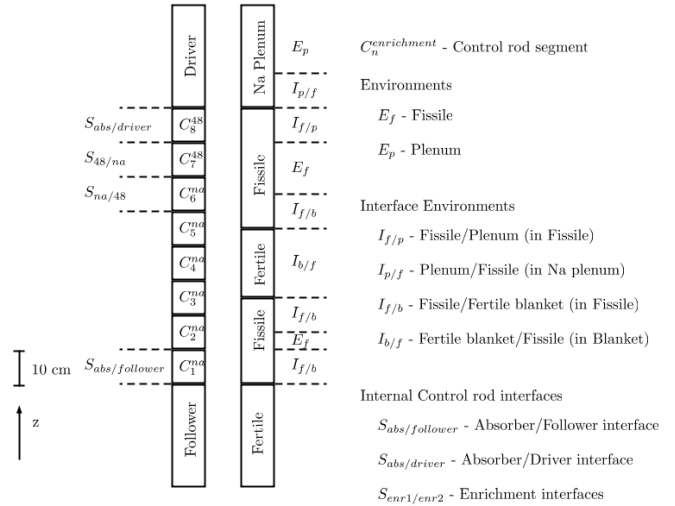 Driver
Na Plenum
E_p
I_{p/f}
C_n^{enrichment} - Control rod segment
Environments
E_f - Fissile
E_p - Plenum
S_{abs/driver}
C_8^{48}
I_{f/p}
S_{48/na}
C_7^{48}
Fissile
E_f
S_{na/48}
C_6^{na}
I_{f/b}
C_5^{na}
C_4^{na}
Fertile
I_{b/f}
C_3^{na}
I_{f/b}
C_2^{na}
Fissile
E_f
S_{abs/follower}
C_1^{na}
I_{f/b}
10 cm
z
Follower
Fertile
Interface Environments
I_{f/p} - Fissile/Plenum (in Fissile)
I_{p/f} - Plenum/Fissile (in Na plenum)
I_{f/b} - Fissile/Fertile blanket (in Fissile)
I_{b/f} - Fertile blanket/Fissile (in Blanket)
Internal Control rod interfaces
S_{abs/follower} - Absorber/Follower interface
S_{abs/driver} - Absorber/Driver interface
S_{enr1/enr2} - Enrichment interfaces